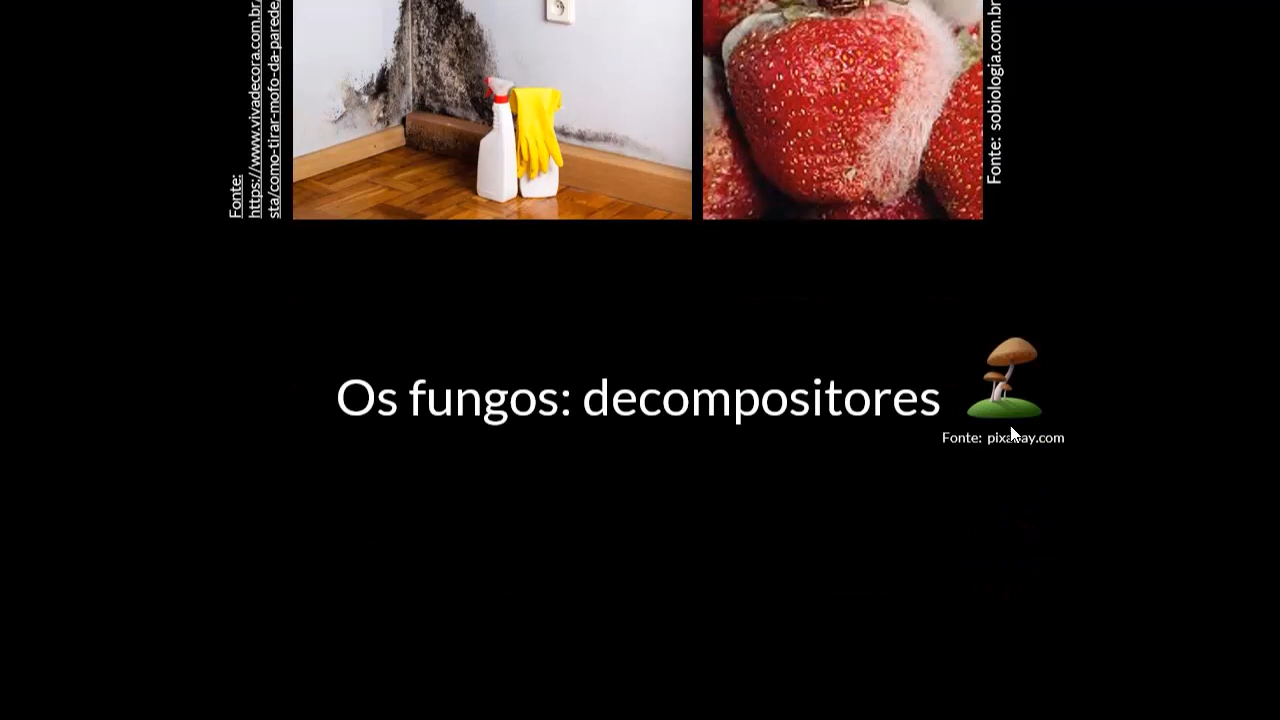 Fonte:
https://www.vivadecora.com.br
sta/como-tirar-mofo-da-parede
Fonte: sobiologia.com.br
Os fungos: decompositores
Fonte: pixabay.com